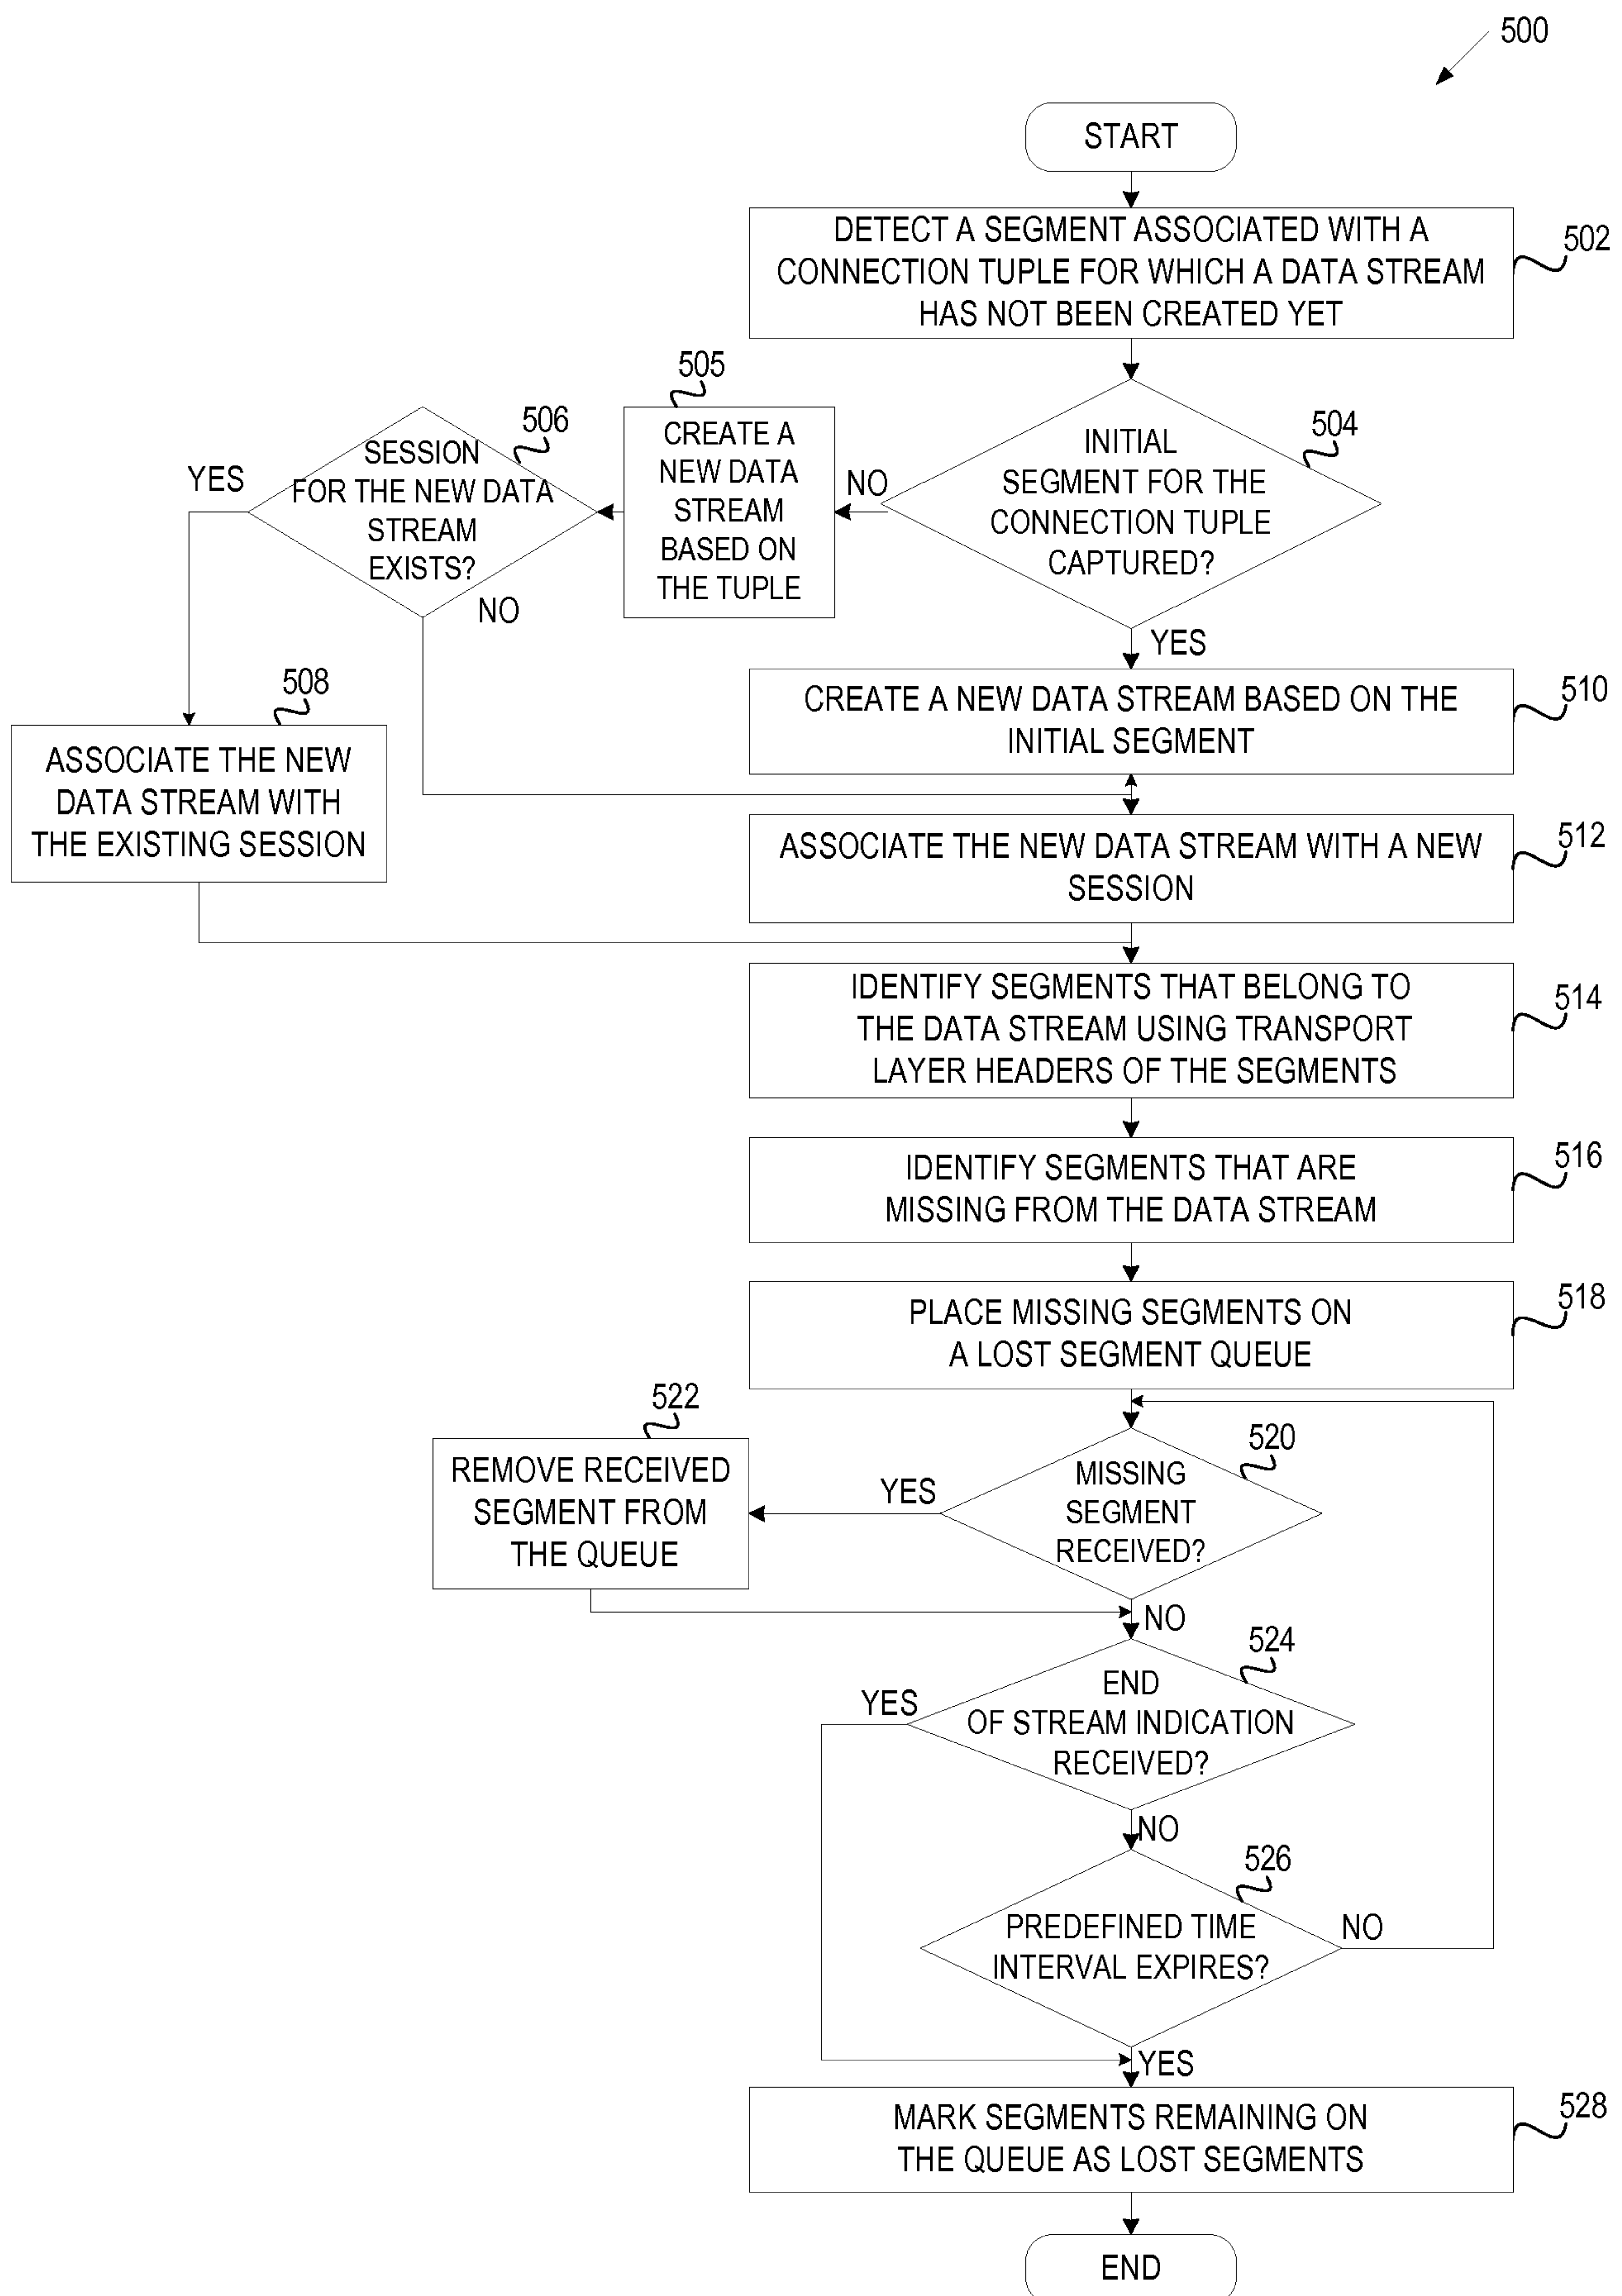 500
START
DETECT A SEGMENT ASSOCIATED WITH A
CONNECTION TUPLE FOR WHICH A DATA STREAM
HAS NOT BEEN CREATED YET
502
INITIAL
SEGMENT FOR THE
CONNECTION TUPLE
CAPTURED?
504
NO
505
CREATE A
NEW DATA
STREAM
BASED ON
THE TUPLE
506
SESSION
FOR THE NEW DATA
STREAM
EXISTS?
YES
NO
508
ASSOCIATE THE NEW
DATA STREAM WITH
THE EXISTING SESSION
YES
CREATE A NEW DATA STREAM BASED ON THE
INITIAL SEGMENT
510
ASSOCIATE THE NEW DATA STREAM WITH A NEW
SESSION
512
IDENTIFY SEGMENTS THAT BELONG TO
THE DATA STREAM USING TRANSPORT
LAYER HEADERS OF THE SEGMENTS
514
IDENTIFY SEGMENTS THAT ARE
MISSING FROM THE DATA STREAM
516
PLACE MISSING SEGMENTS ON
A LOST SEGMENT QUEUE
518
MISSING
SEGMENT
RECEIVED?
520
YES
522
REMOVE RECEIVED
SEGMENT FROM
THE QUEUE
NO
END
OF STREAM INDICATION
RECEIVED?
524
YES
NO
PREDEFINED TIME
INTERVAL EXPIRES?
526
NO
YES
MARK SEGMENTS REMAINING ON
THE QUEUE AS LOST SEGMENTS
528
END